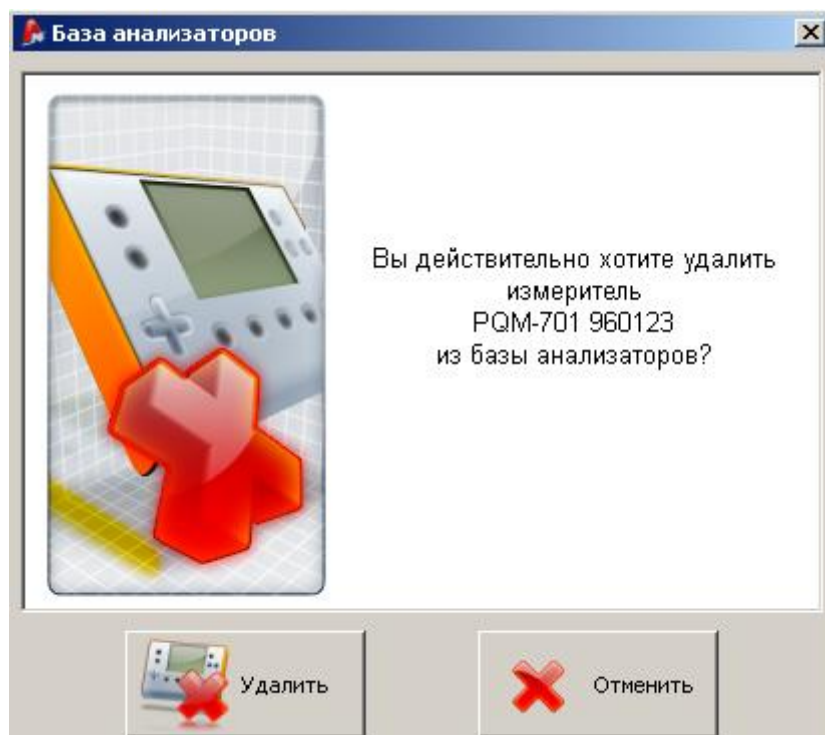 База анализаторов
Вы действительно хотите удалить
измеритель
PQM-701 960123
из базы анализаторов?
Удалить
Отменить